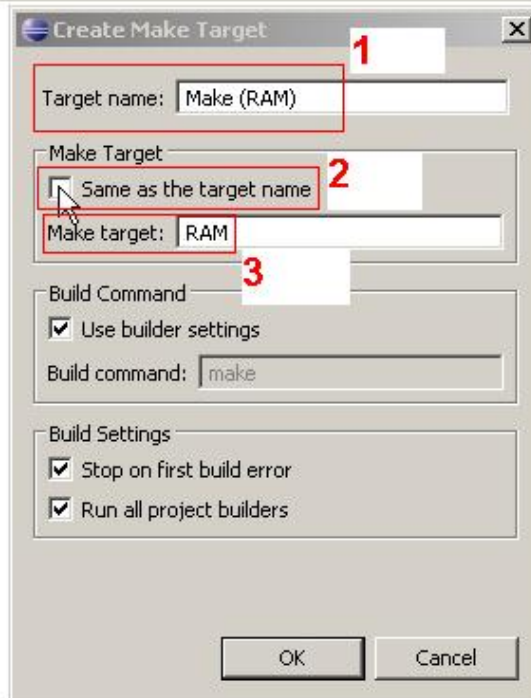 Create Make Target
1
Target name: Make (RAM)
Make Target
Same as the target name
2
Make target: RAM
3
Build Command
Use builder settings
Build command: make
Build Settings
Stop on first build error
Run all project builders
OK Cancel